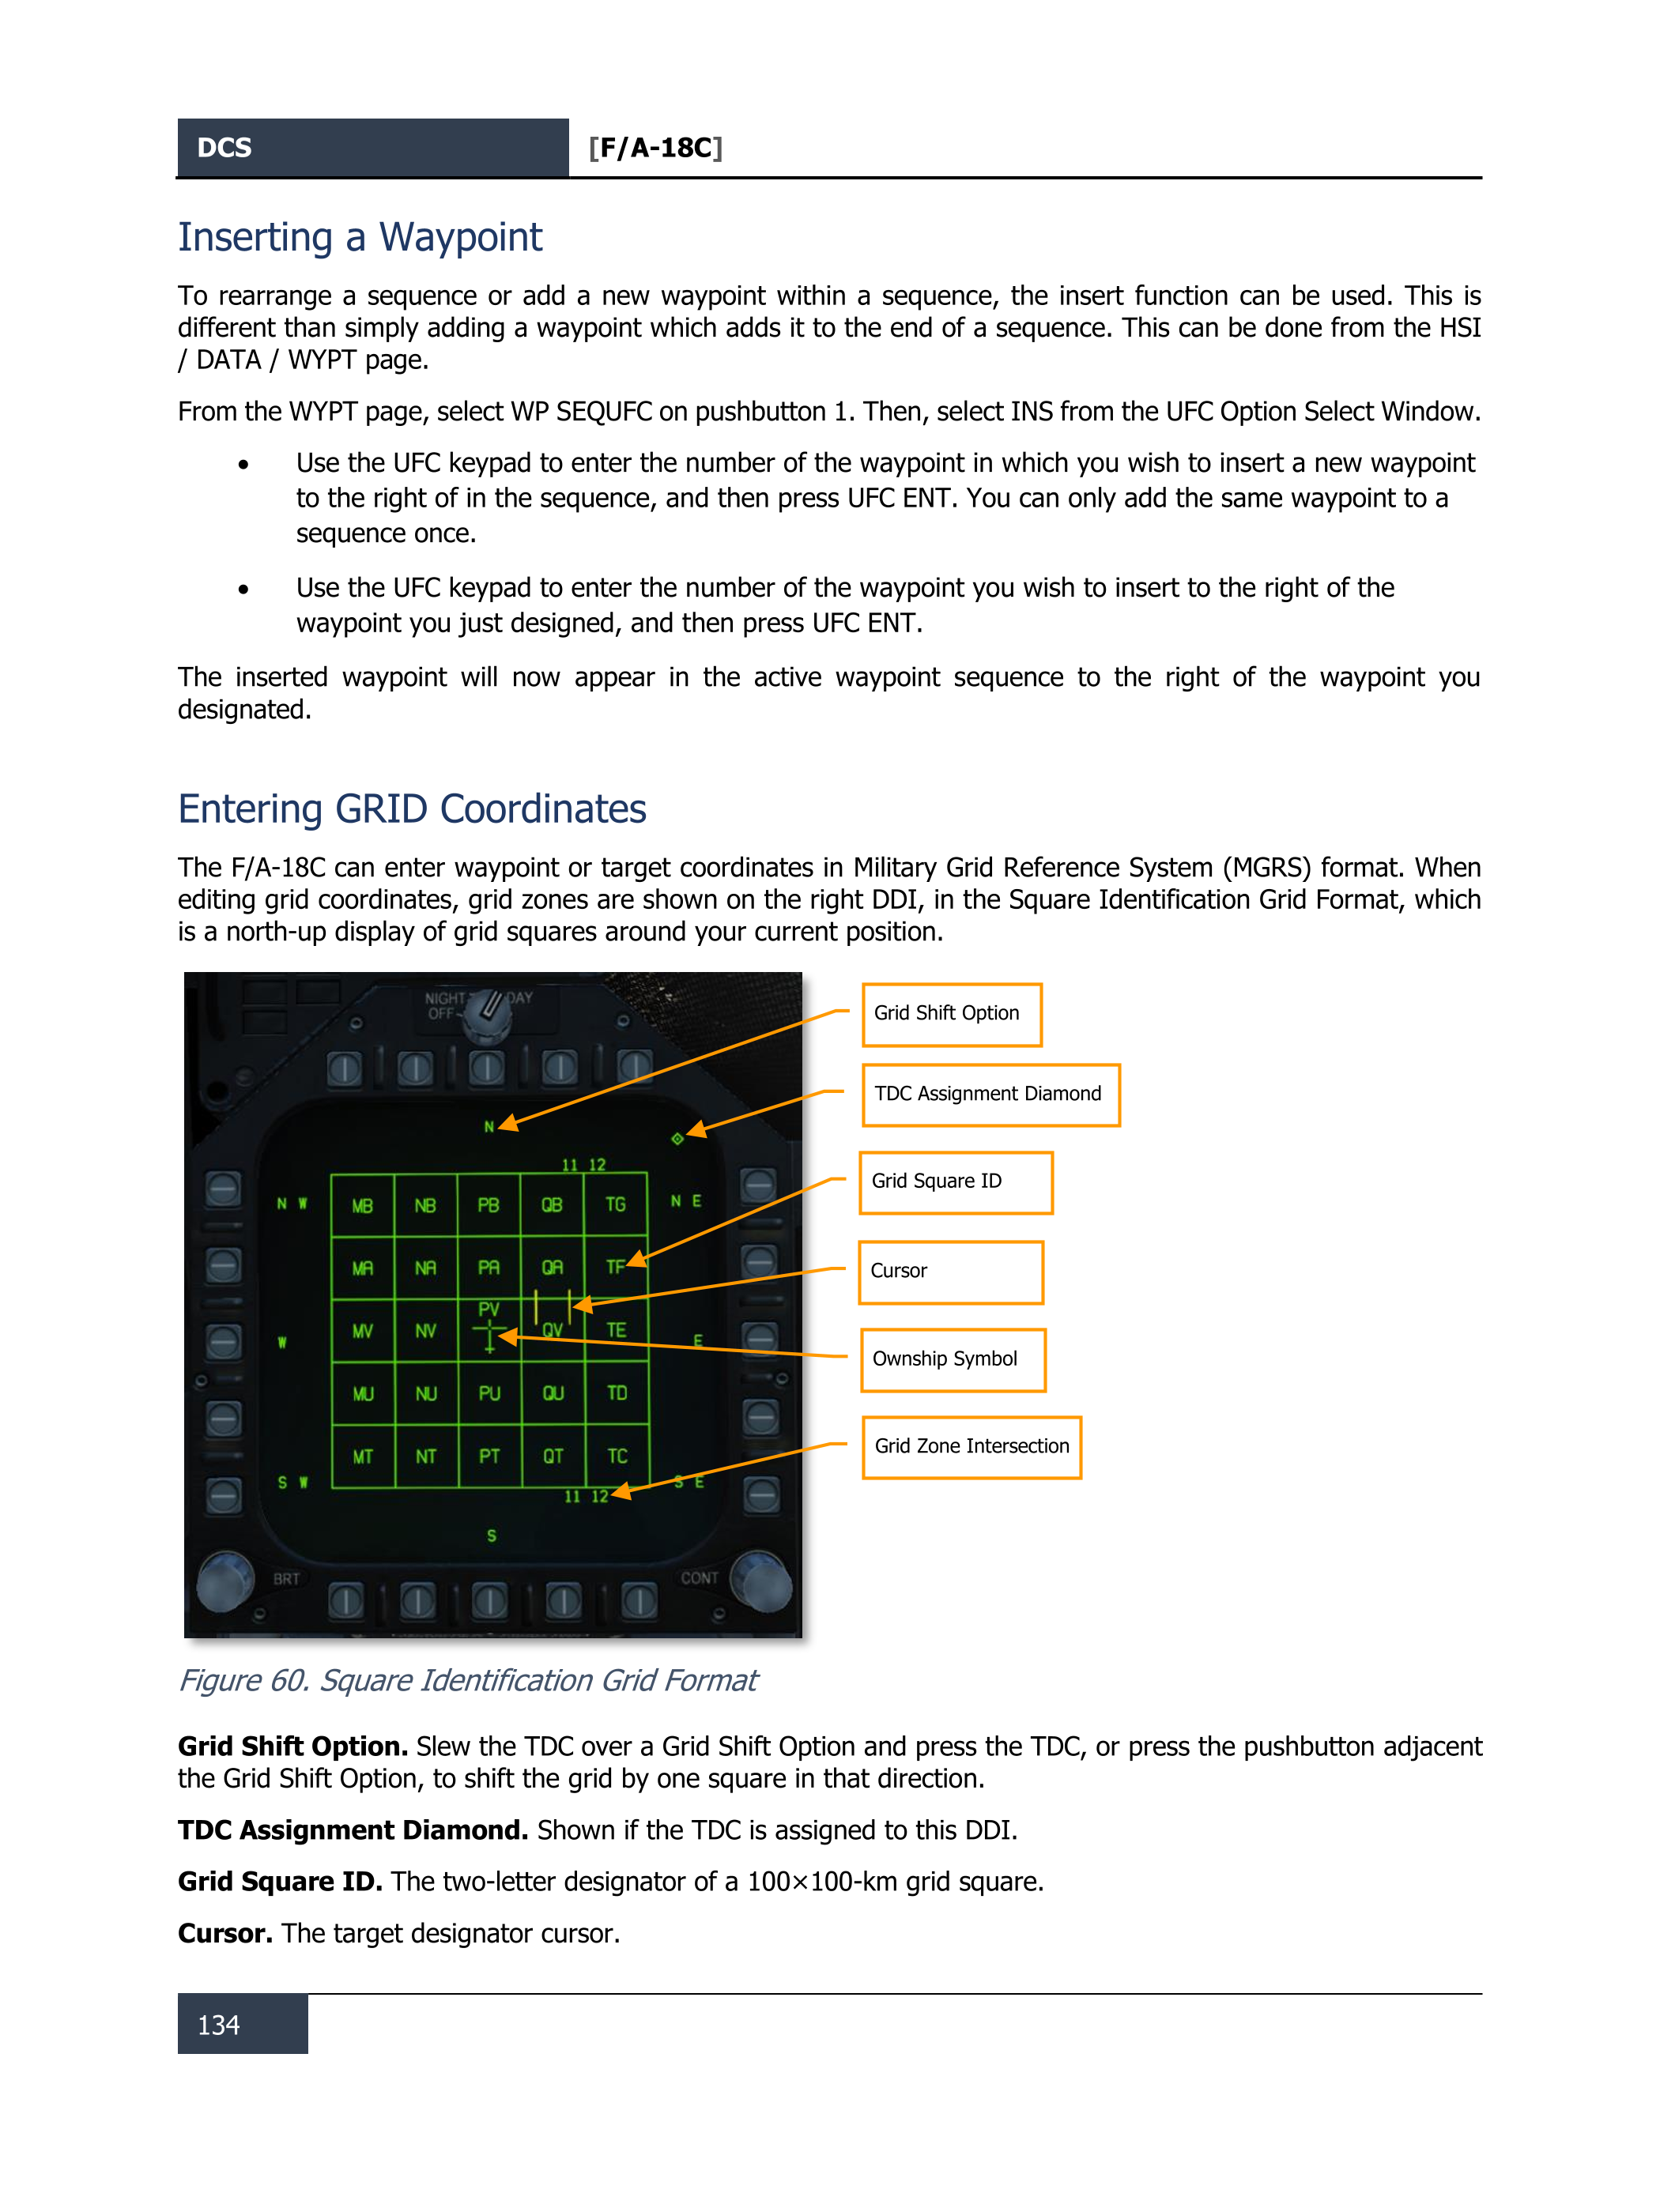 DCS
[F/A-18C]
Inserting a Waypoint
To rearrange a sequence or add a new waypoint within a sequence, the insert function can be used. This is
different than simply adding a waypoint which adds it to the end of a sequence. This can be done from the HSI
/ DATA / WYPT page.
From the WYPT page, select WP SEQUFC on pushbutton 1. Then, select INS from the UFC Option Select Window.
• Use the UFC keypad to enter the number of the waypoint in which you wish to insert a new waypoint
to the right of in the sequence, and then press UFC ENT. You can only add the same waypoint to a
sequence once.
• Use the UFC keypad to enter the number of the waypoint you wish to insert to the right of the
waypoint you just designed, and then press UFC ENT.
The inserted waypoint will now appear in the active waypoint sequence to the right of the waypoint you
designated.
Entering GRID Coordinates
The F/A-18C can enter waypoint or target coordinates in Military Grid Reference System (MGRS) format. When
editing grid coordinates, grid zones are shown on the right DDI, in the Square Identification Grid Format, which
is a north-up display of grid squares around your current position.
NIGHT DAY
OFF
N
11 12
N W MB NB PB QB TG N E
MA NA PA QA TF
PV
W MV NV QV TE E
MU NU PU QU TD
MT NT PT QT TC
S W S E
11 12
S
BRT CONT
Grid Shift Option
TDC Assignment Diamond
Grid Square ID
Cursor
Ownship Symbol
Grid Zone Intersection
Figure 60. Square Identification Grid Format
Grid Shift Option. Slew the TDC over a Grid Shift Option and press the TDC, or press the pushbutton adjacent
the Grid Shift Option, to shift the grid by one square in that direction.
TDC Assignment Diamond. Shown if the TDC is assigned to this DDI.
Grid Square ID. The two-letter designator of a 100×100-km grid square.
Cursor. The target designator cursor.
134